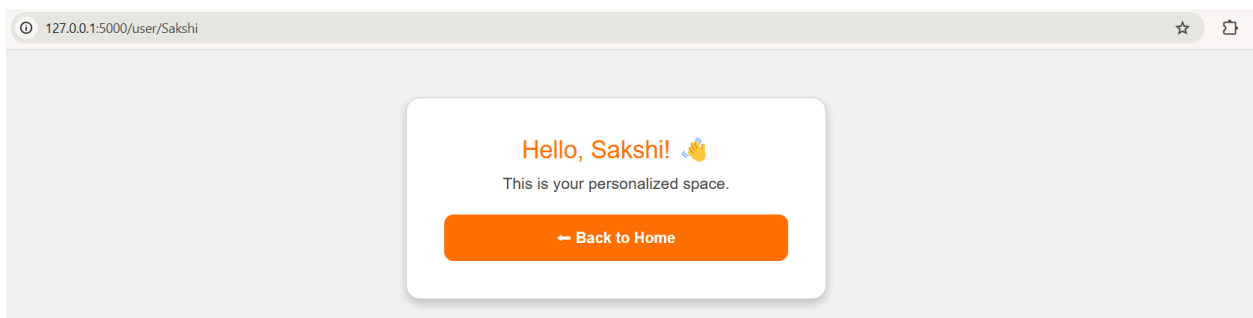 127.0.0.1:5000/user/Sakshi
Hello, Sakshi! 👋
This is your personalized space.
⬅ Back to Home